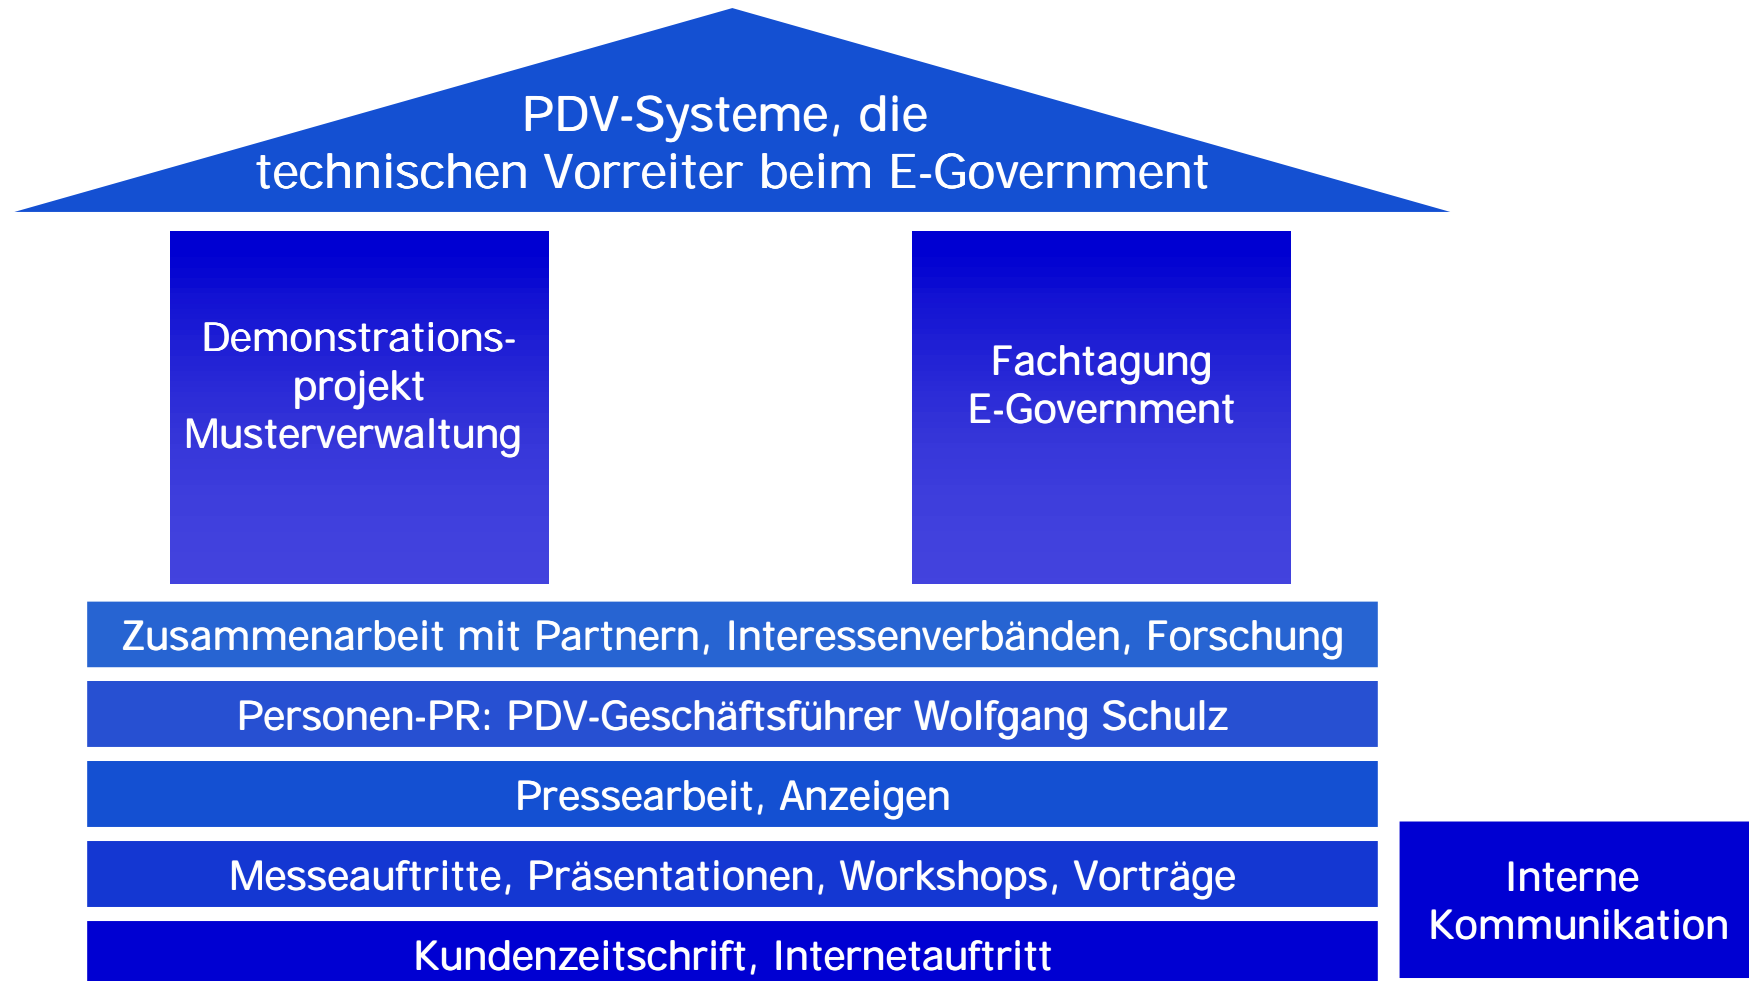 PDV-Systeme, die
technischen Vorreiter beim E-Government
Demonstrations-
projekt
Musterverwaltung
Fachtagung
E-Government
Zusammenarbeit mit Partnern, Interessenverbänden, Forschung
Personen-PR: PDV-Geschäftsführer Wolfgang Schulz
Pressearbeit, Anzeigen
Messeauftritte, Präsentationen, Workshops, Vorträge
Kundenzeitschrift, Internetauftritt
Interne
Kommunikation